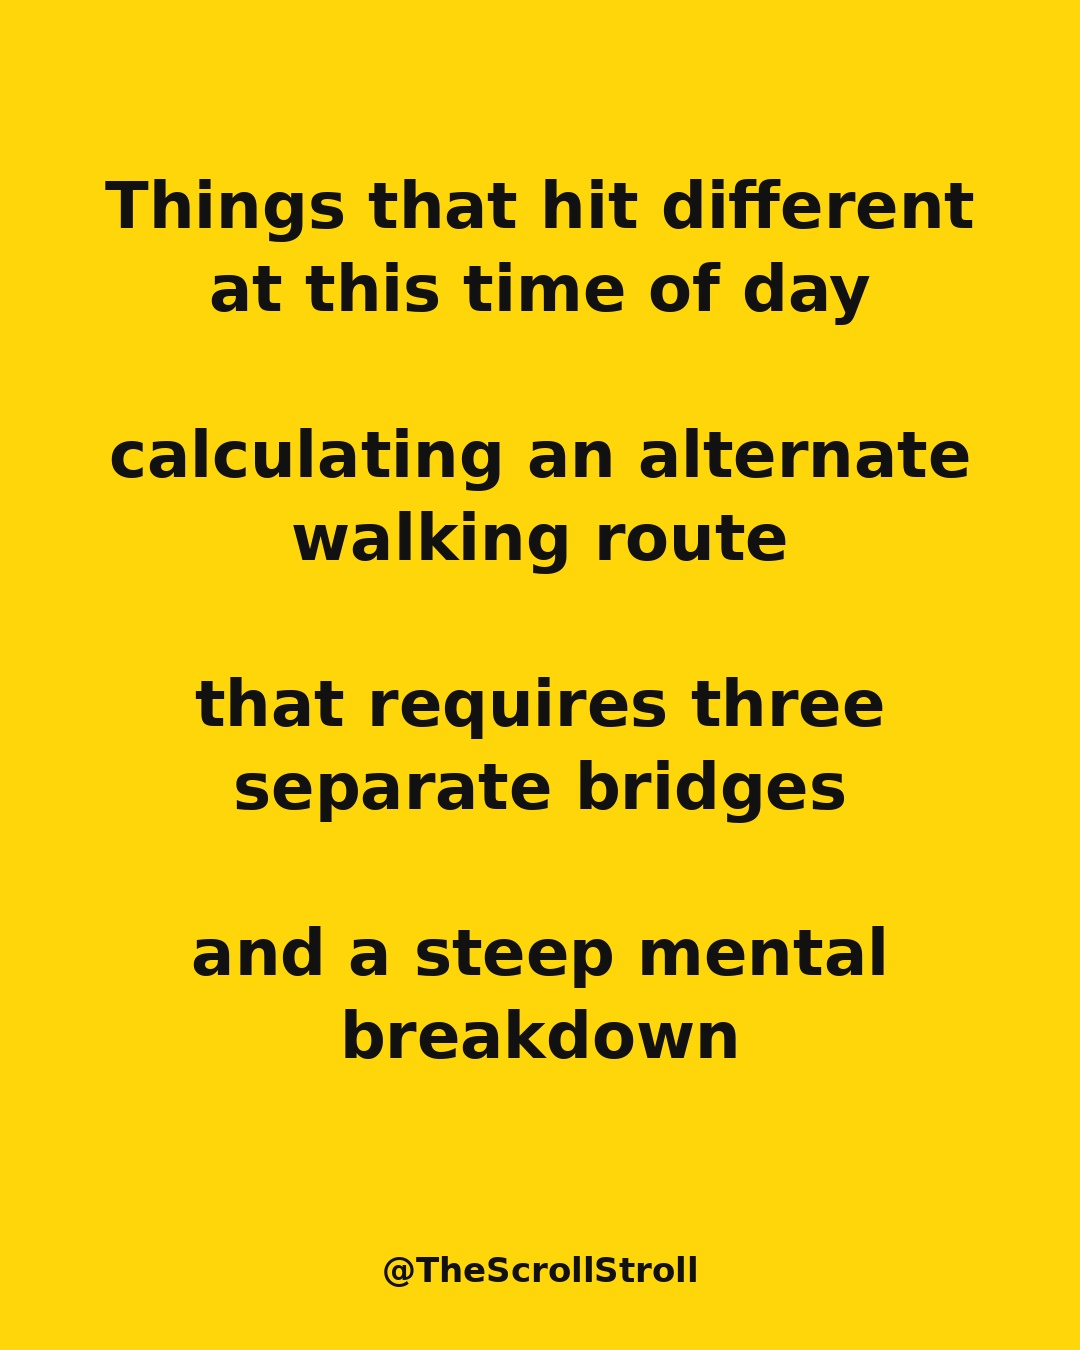 Things that hit different
at this time of day
calculating an alternate
walking route
that requires three
separate bridges
and a steep mental
breakdown
@TheScrollStroll